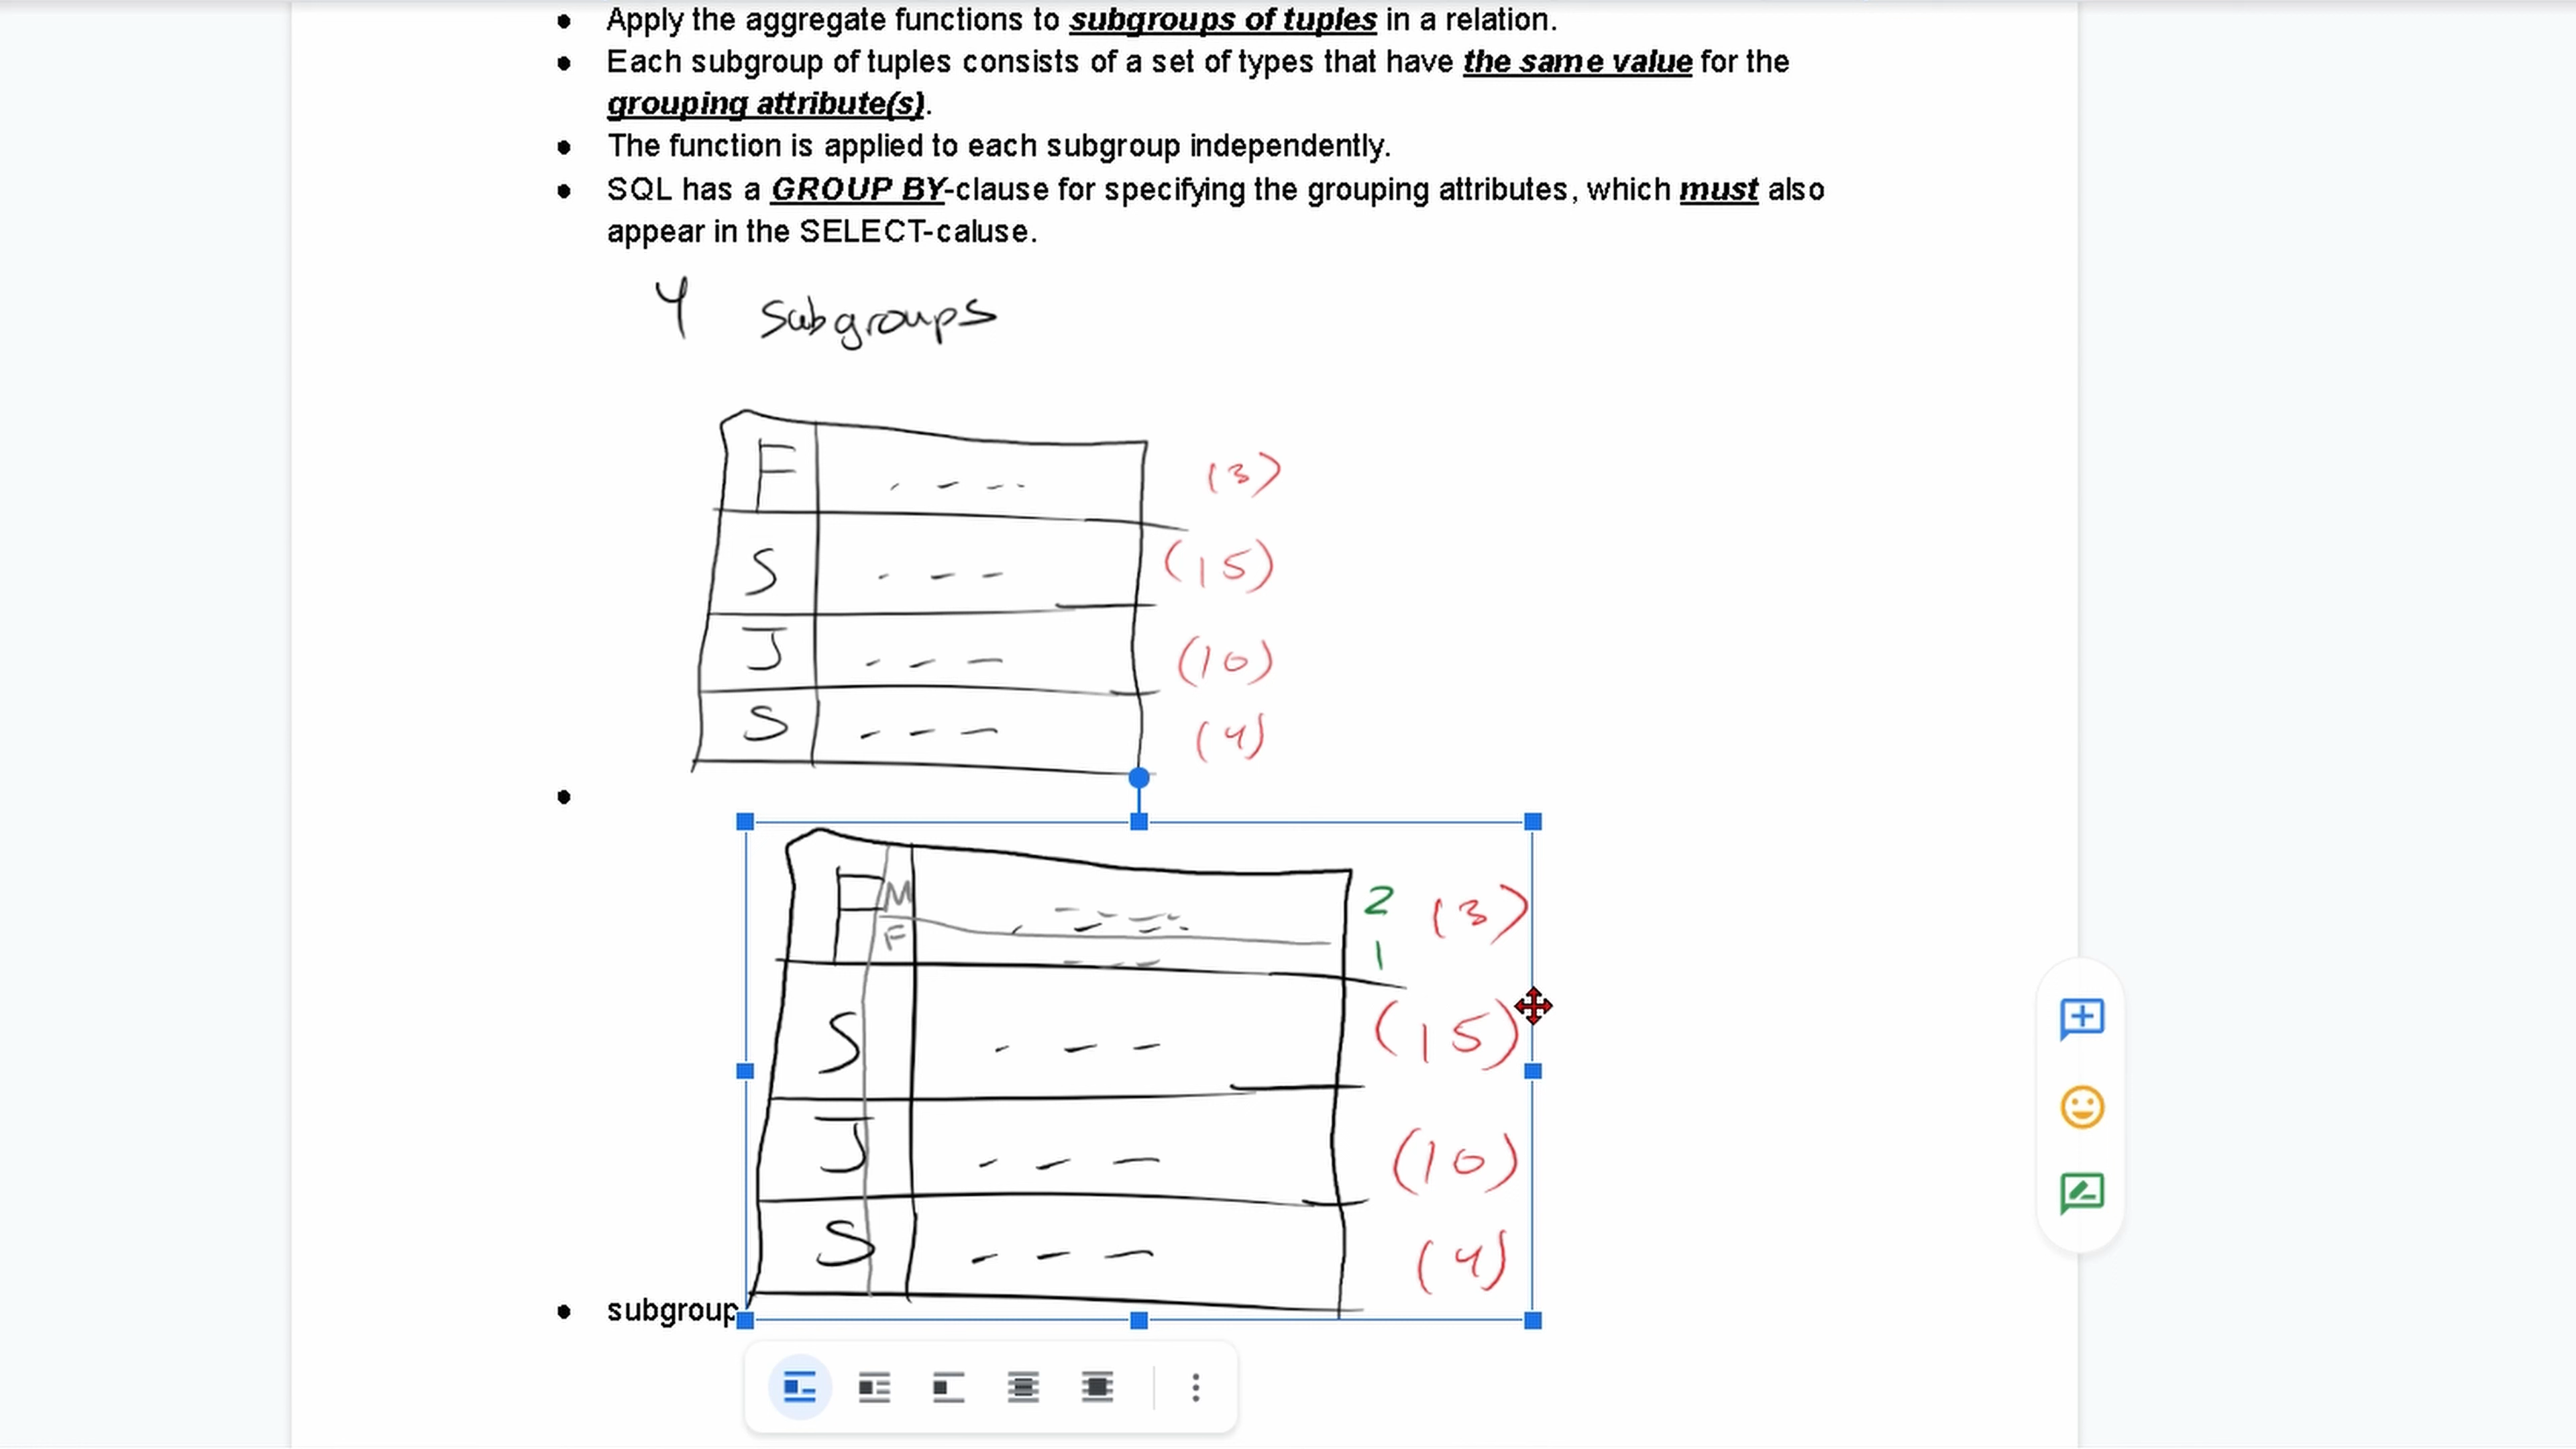 Apply the aggregate functions to subgroups of tuples in a relation.
Each subgroup of tuples consists of a set of types that have the same value for the
grouping attribute(s).
The function is applied to each subgroup independently.
SQL has a GROUP BY-clause for specifying the grouping attributes, which must also
appear in the SELECT-caluse.
4 subgroups
F (3)
S (15)
J (10)
S (4)
F M 2 (3)
F 1
S (15)
J (10)
S (4)
subgroup